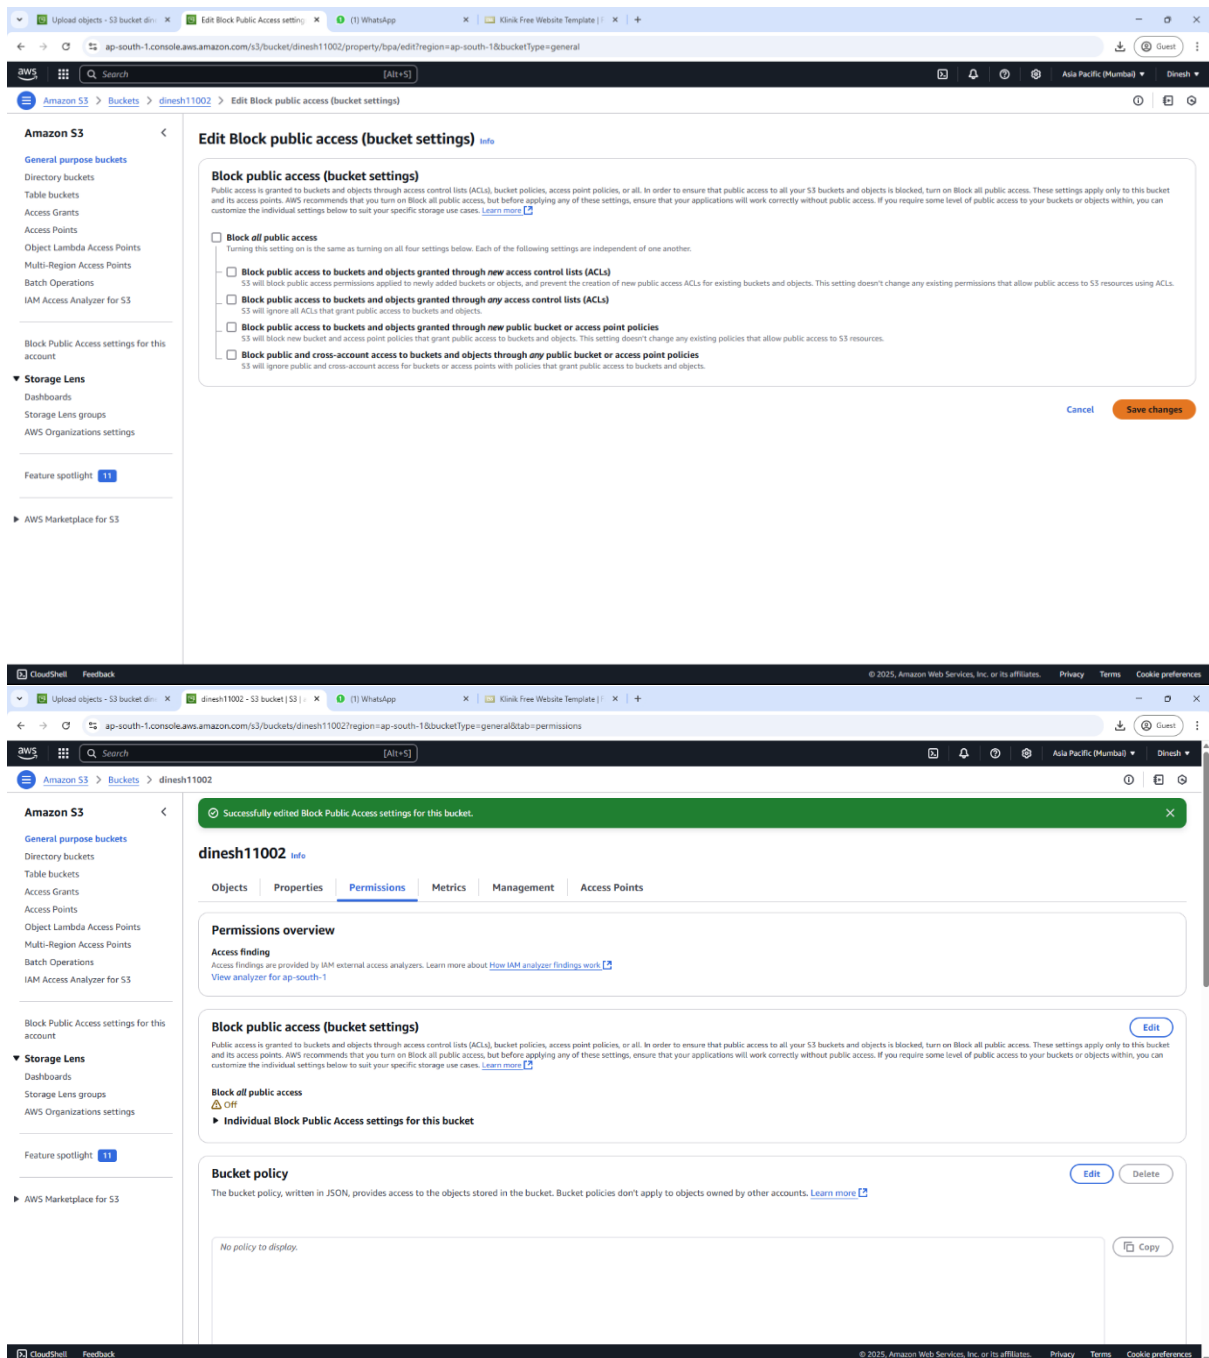 Upload objects - S3 bucket din
Edit Block Public Access setting
(1) WhatsApp
Klinik Free Website Template | F
ap-south-1.console.aws.amazon.com/s3/bucket/dinesh11002/property/bpa/edit?region=ap-south-1&bucketType=general
Guest
aws
Search
[Alt+S]
Asia Pacific (Mumbai)
Dinesh
Amazon S3 > Buckets > dinesh11002 > Edit Block public access (bucket settings)
Amazon S3
General purpose buckets
Directory buckets
Table buckets
Access Grants
Access Points
Object Lambda Access Points
Multi-Region Access Points
Batch Operations
IAM Access Analyzer for S3
Block Public Access settings for this
account
Storage Lens
Dashboards
Storage Lens groups
AWS Organizations settings
Feature spotlight 11
AWS Marketplace for S3
Edit Block public access (bucket settings) Info
Block public access (bucket settings)
Public access is granted to buckets and objects through access control lists (ACLs), bucket policies, access point policies, or all. In order to ensure that public access to all your S3 buckets and objects is blocked, turn on Block all public access. These settings apply only to this bucket
and its access points. AWS recommends that you turn on Block all public access, but before applying any of these settings, ensure that your applications will work correctly without public access. If you require some level of public access to your buckets or objects within, you can
customize the individual settings below to suit your specific storage use cases. Learn more
Block all public access
Turning this setting on is the same as turning on all four settings below. Each of the following settings are independent of one another.
Block public access to buckets and objects granted through new access control lists (ACLs)
S3 will block public access permissions applied to newly added buckets or objects, and prevent the creation of new public access ACLs for existing buckets and objects. This setting doesn't change any existing permissions that allow public access to S3 resources using ACLs.
Block public access to buckets and objects granted through any access control lists (ACLs)
S3 will ignore all ACLs that grant public access to buckets and objects.
Block public access to buckets and objects granted through new public bucket or access point policies
S3 will block new bucket and access point policies that grant public access to buckets and objects. This setting doesn't change any existing policies that allow public access to S3 resources.
Block public and cross-account access to buckets and objects through any public bucket or access point policies
S3 will ignore public and cross-account access for buckets or access points with policies that grant public access to buckets and objects.
Cancel
Save changes
CloudShell Feedback
© 2025, Amazon Web Services, Inc. or its affiliates. Privacy Terms Cookie preferences
Upload objects - S3 bucket din
dinesh11002 - S3 bucket | S3 |
(1) WhatsApp
Klinik Free Website Template |
ap-south-1.console.aws.amazon.com/s3/buckets/dinesh11002?region=ap-south-1&bucketType=general&tab=permissions
Guest
aws
Search
[Alt+S]
Asia Pacific (Mumbai)
Dinesh
Amazon S3 > Buckets > dinesh11002
Amazon S3
General purpose buckets
Directory buckets
Table buckets
Access Grants
Access Points
Object Lambda Access Points
Multi-Region Access Points
Batch Operations
IAM Access Analyzer for S3
Block Public Access settings for this
account
Storage Lens
Dashboards
Storage Lens groups
AWS Organizations settings
Feature spotlight 11
AWS Marketplace for S3
Successfully edited Block Public Access settings for this bucket.
dinesh11002 Info
Objects
Properties
Permissions
Metrics
Management
Access Points
Permissions overview
Access finding
Access findings are provided by IAM external access analyzers. Learn more about How IAM analyzer findings work
View analyzer for ap-south-1
Block public access (bucket settings)
Edit
Public access is granted to buckets and objects through access control lists (ACLs), bucket policies, access point policies, or all. In order to ensure that public access to all your S3 buckets and objects is blocked, turn on Block all public access. These settings apply only to this bucket
and its access points. AWS recommends that you turn on Block all public access, but before applying any of these settings, ensure that your applications will work correctly without public access. If you require some level of public access to your buckets or objects within, you can
customize the individual settings below to suit your specific storage use cases. Learn more
Block all public access
Off
Individual Block Public Access settings for this bucket
Bucket policy
Edit
Delete
The bucket policy, written in JSON, provides access to the objects stored in the bucket. Bucket policies don't apply to objects owned by other accounts. Learn more
No policy to display.
Copy
CloudShell Feedback
© 2025, Amazon Web Services, Inc. or its affiliates. Privacy Terms Cookie preferences